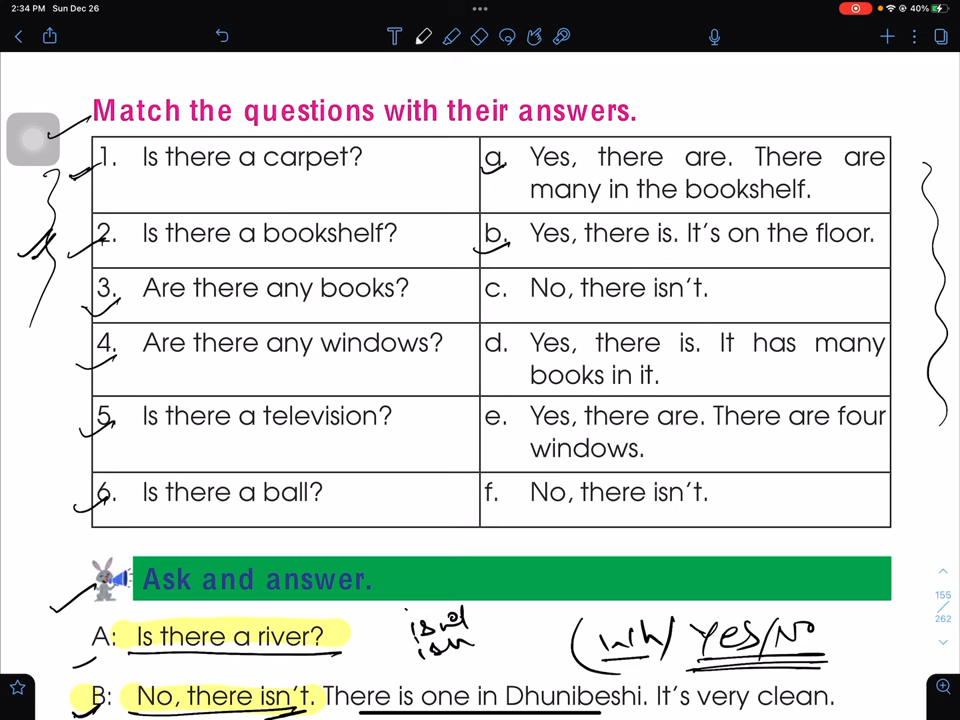 2:34 PM Sun Dec 26
40%
Match the questions with their answers.
1. Is there a carpet?
a. Yes, there are. There are
many in the bookshelf.
2. Is there a bookshelf?
b. Yes, there is. It's on the floor.
3. Are there any books?
c. No, there isn't.
4. Are there any windows?
d. Yes, there is. It has many
books in it.
5. Is there a television?
e. Yes, there are. There are four
windows.
6. Is there a ball?
f. No, there isn't.
Ask and answer.
A: Is there a river?
(Wh) Yes/No
B: No, there isn't. There is one in Dhunibeshi. It's very clean.
155
262